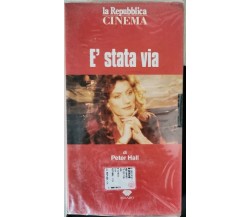 la Repubblica
CINEMA
E' stata via
di
Peter Hall